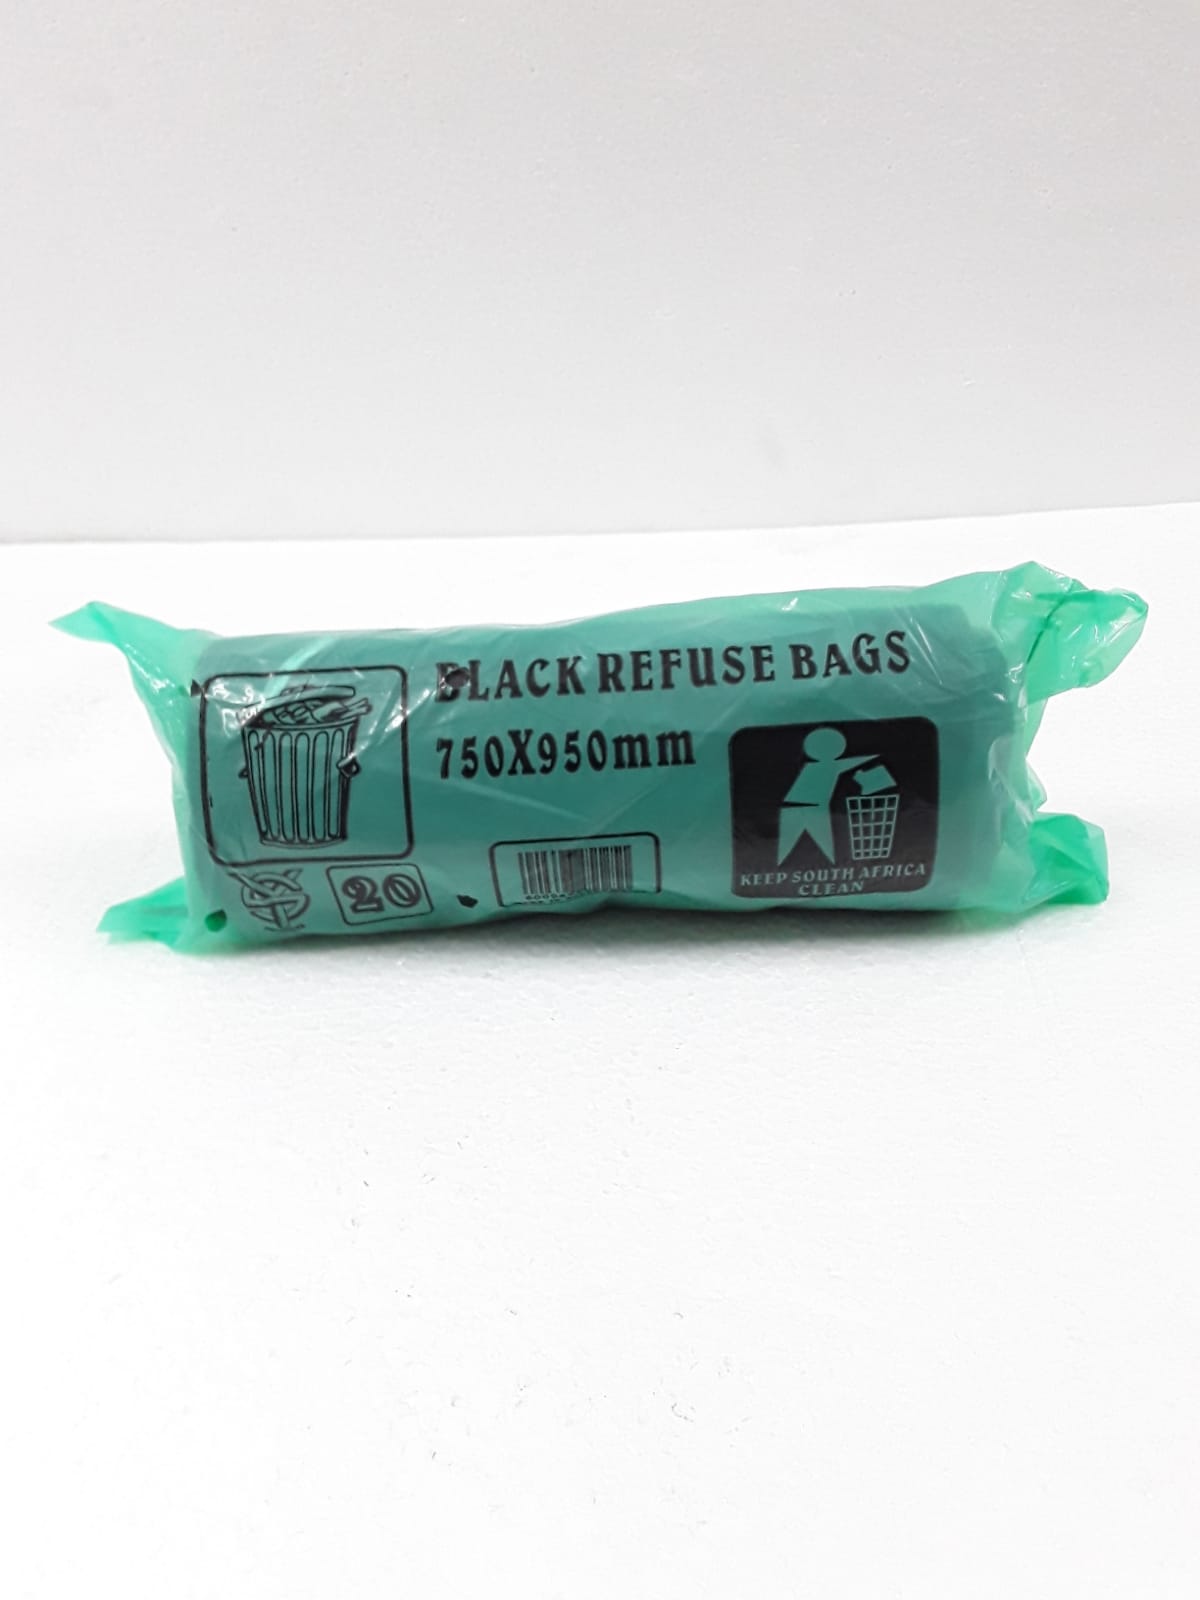 BLACK REFUSE BAGS
750X950mm
20
KEEP SOUTH AFRICA
CLEAN